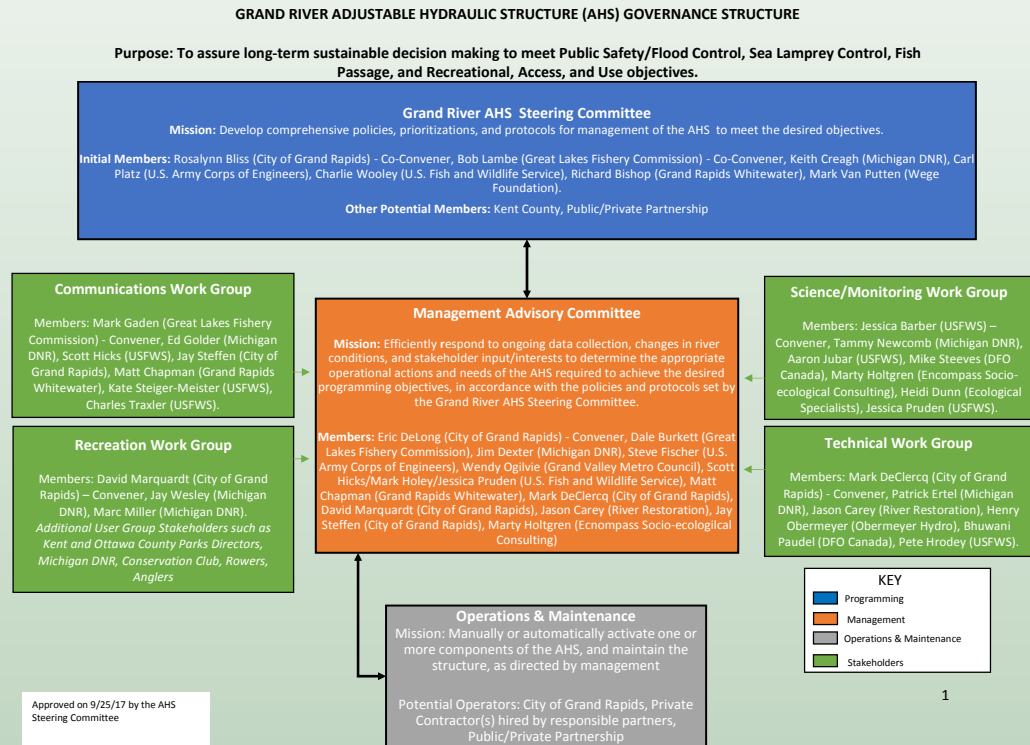 GRAND RIVER ADJUSTABLE HYDRAULIC STRUCTURE (AHS) GOVERNANCE STRUCTURE
Purpose: To assure long-term sustainable decision making to meet Public Safety/Flood Control, Sea Lamprey Control, Fish
Passage, and Recreational, Access, and Use objectives.
Grand River AHS Steering Committee
Mission: Develop comprehensive policies, prioritizations, and protocols for management of the AHS to meet the desired objectives.
Initial Members: Rosalynn Bliss (City of Grand Rapids) - Co-Convener, Bob Lambe (Great Lakes Fishery Commission) - Co-Convener, Keith Creagh (Michigan DNR), Carl
Platz (U.S. Army Corps of Engineers), Charlie Wooley (U.S. Fish and Wildlife Service), Richard Bishop (Grand Rapids Whitewater), Mark Van Putten (Wege
Foundation).
Other Potential Members: Kent County, Public/Private Partnership
Communications Work Group
Members: Mark Gaden (Great Lakes Fishery
Commission) - Convener, Ed Golder (Michigan
DNR), Scott Hicks (USFWS), Jay Steffen (City of
Grand Rapids), Matt Chapman (Grand Rapids
Whitewater), Kate Steiger-Meister (USFWS),
Charles Traxler (USFWS).
Recreation Work Group
Members: David Marquardt (City of Grand
Rapids) – Convener, Jay Wesley (Michigan
DNR), Marc Miller (Michigan DNR).
Additional User Group Stakeholders such as
Kent and Ottawa County Parks Directors,
Michigan DNR, Conservation Club, Rowers,
Anglers
Management Advisory Committee
Mission: Efficiently respond to ongoing data collection, changes in river
conditions, and stakeholder input/interests to determine the appropriate
operational actions and needs of the AHS required to achieve the desired
programming objectives, in accordance with the policies and protocols set by
the Grand River AHS Steering Committee.
Members: Eric DeLong (City of Grand Rapids) - Convener, Dale Burkett (Great
Lakes Fishery Commission), Jim Dexter (Michigan DNR), Steve Fischer (U.S.
Army Corps of Engineers), Wendy Ogilvie (Grand Valley Metro Council), Scott
Hicks/Mark Holey/Jessica Pruden (U.S. Fish and Wildlife Service), Matt
Chapman (Grand Rapids Whitewater), Mark DeClercq (City of Grand Rapids),
David Marquardt (City of Grand Rapids), Jason Carey (River Restoration), Jay
Steffen (City of Grand Rapids), Marty Holtgren (Ecnompass Socio-ecologilcal
Consulting)
Science/Monitoring Work Group
Members: Jessica Barber (USFWS) –
Convener, Tammy Newcomb (Michigan DNR),
Aaron Jubar (USFWS), Mike Steeves (DFO
Canada), Marty Holtgren (Encompass Socio-
ecological Consulting), Heidi Dunn (Ecological
Specialists), Jessica Pruden (USFWS).
Technical Work Group
Members: Mark DeClercq (City of Grand
Rapids) - Convener, Patrick Ertel (Michigan
DNR), Jason Carey (River Restoration), Henry
Obermeyer (Obermeyer Hydro), Bhuwani
Paudel (DFO Canada), Pete Hrodey (USFWS).
Operations & Maintenance
Mission: Manually or automatically activate one or
more components of the AHS, and maintain the
structure, as directed by management
Potential Operators: City of Grand Rapids, Private
Contractor(s) hired by responsible partners,
Public/Private Partnership
KEY
Programming
Management
Operations & Maintenance
Stakeholders
Approved on 9/25/17 by the AHS
Steering Committee
1